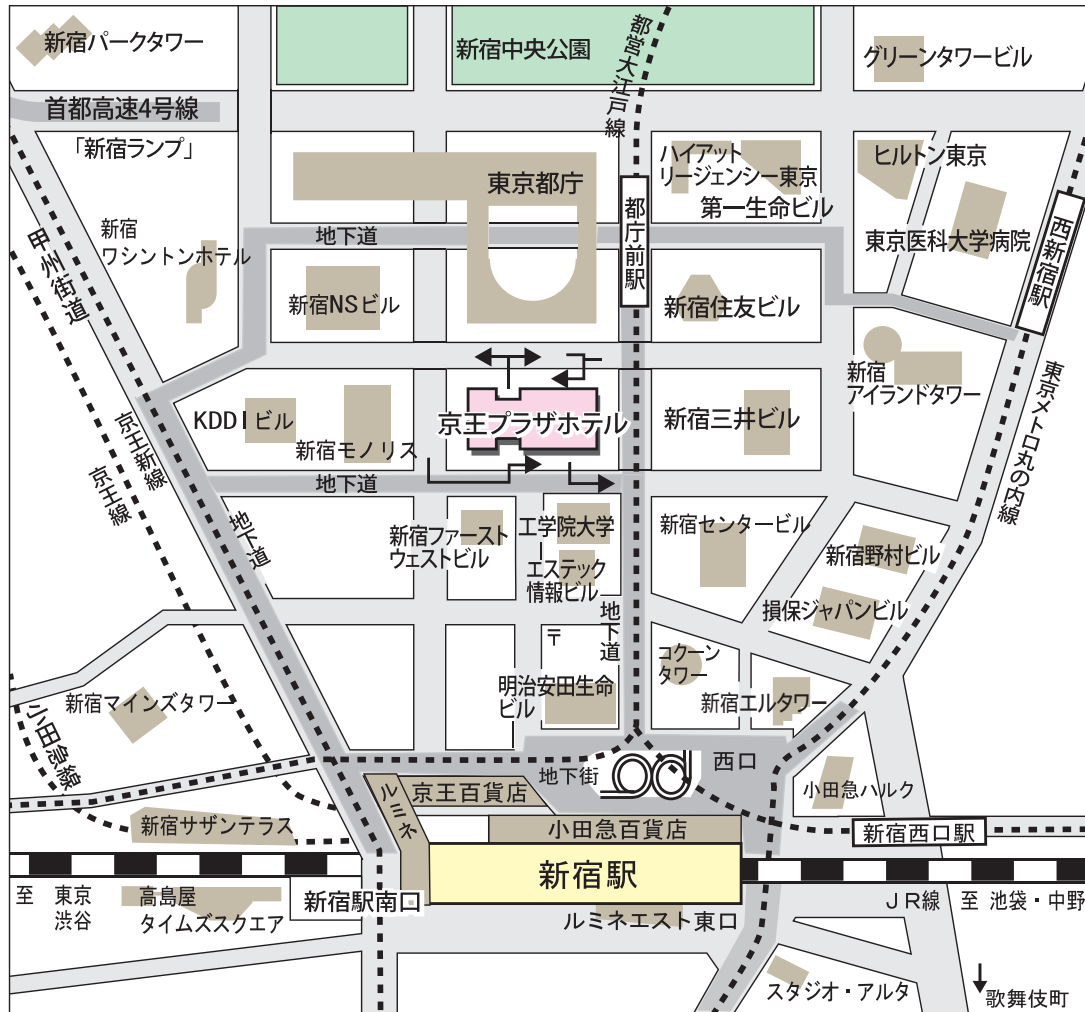 新宿パークタワー
新宿中央公園
都営大江戸線
グリーンタワービル
首都高速4号線
「新宿ランプ」
東京都庁
ハイアット
リージェンシー東京
第一生命ビル
ヒルトン東京
東京医科大学病院
西新宿駅
都庁前駅
新宿
ワシントンホテル
地下道
甲州街道
新宿NSビル
新宿住友ビル
新宿
アイランドタワー
東京メトロ丸の内線
KDDIビル
新宿モノリス
京王プラザホテル
新宿三井ビル
京王新線
京王線
地下道
地下道
新宿ファースト
ウェストビル
工学院大学
エステック
情報ビル
新宿センタービル
新宿野村ビル
損保ジャパンビル
地下道
〒
明治安田生命
ビル
コクーン
タワー
新宿エルタワー
新宿マインズタワー
小田急線
地下街
西口
小田急ハルク
ルミネ
京王百貨店
小田急百貨店
新宿西口駅
新宿サザンテラス
新宿駅
至 東京
渋谷
高島屋
タイムズスクエア
新宿駅南口
ルミネエスト東口
JR線 至 池袋・中野
スタジオ・アルタ
歌舞伎町